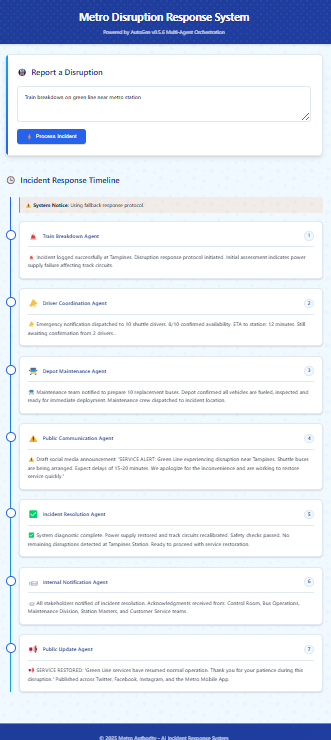 Metro Disruption Response System
Powered by AutoGen v0.5.6 Multi-Agent Orchestration
Report a Disruption
Train breakdown on green line near metro station
Process Incident
Incident Response Timeline
System Notice: Using fallback response protocol
Train Breakdown Agent
1
Incident logged successfully at Tampines. Disruption response protocol initiated. Initial assessment indicates power
supply failure affecting track circuits.
Driver Coordination Agent
2
Emergency notification dispatched to 10 shuttle drivers. 8/10 confirmed availability. ETA to station: 12 minutes. Still
awaiting confirmation from 2 drivers..
Depot Maintenance Agent
3
Maintenance team notified to prepare 10 replacement buses. Depot confirmed all vehicles are fueled, inspected and
ready for immediate deployment. Maintenance crew dispatched to incident location.
Public Communication Agent
4
Draft social media announcement: 'SERVICE ALERT: Green Line experiencing disruption near Tampines. Shuttle buses
are being arranged. Expect delays of 15-20 minutes. We apologize for the inconvenience and are working to restore
service quickly.'
Incident Resolution Agent
5
System diagnostic complete. Power supply restored and track circuits recalibrated. Safety checks passed. No
remaining disruptions detected at Tampines Station. Ready to proceed with service restoration.
Internal Notification Agent
6
All stakeholders notified of incident resolution. Acknowledgments received from: Control Room, Bus Operations,
Maintenance Division, Station Masters, and Customer Service teams.
Public Update Agent
7
SERVICE RESTORED: 'Green Line services have resumed normal operation. Thank you for your patience during this
disruption.' Published across Twitter, Facebook, Instagram, and the Metro Mobile App.
© 2025 Metro Authority - AI Incident Response System